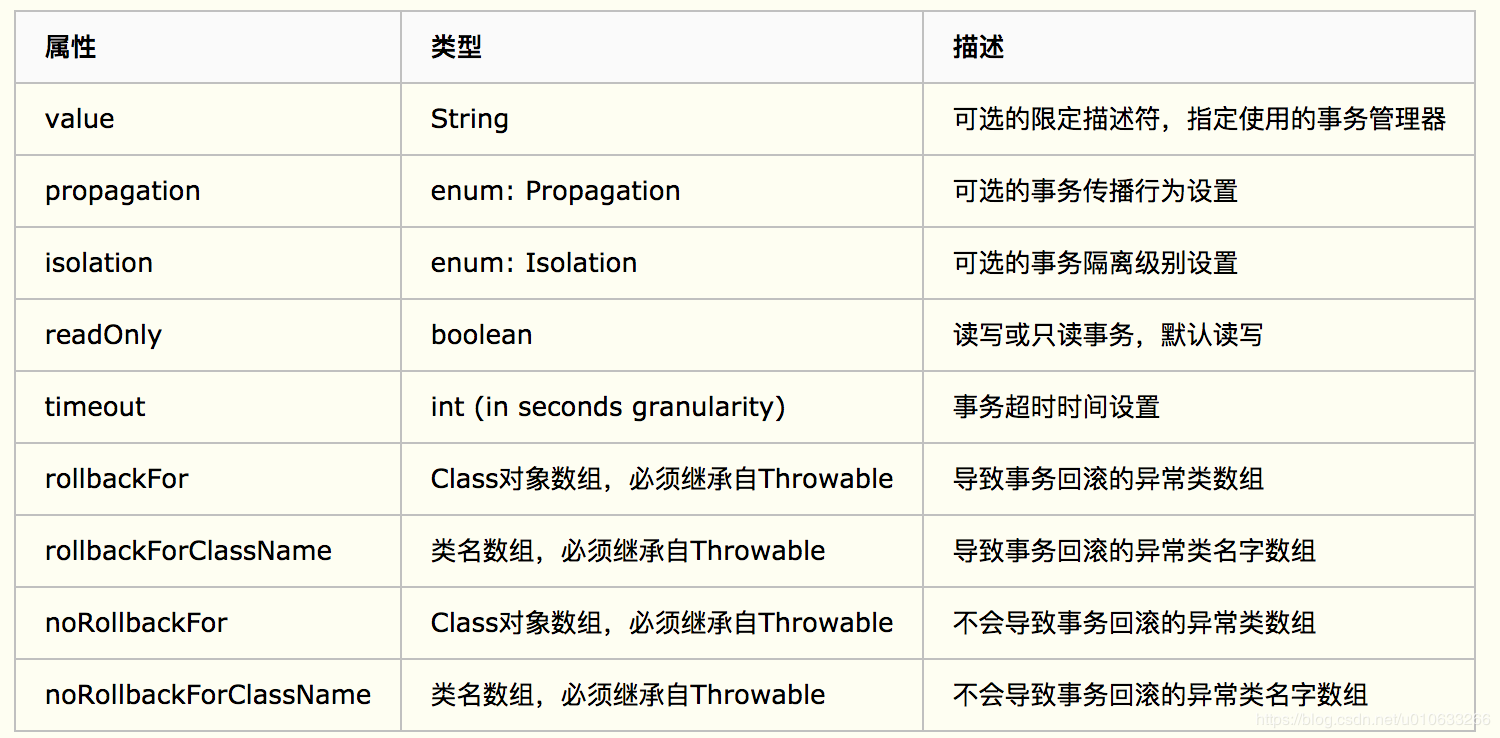 属性 类型 描述
value String 可选的限定描述符，指定使用的事务管理器
propagation enum: Propagation 可选的事务传播行为设置
isolation enum: Isolation 可选的事务隔离级别设置
readOnly boolean 读写或只读事务，默认读写
timeout int (in seconds granularity) 事务超时时间设置
rollbackFor Class对象数组，必须继承自Throwable 导致事务回滚的异常类数组
rollbackForClassName 类名数组，必须继承自Throwable 导致事务回滚的异常类名字数组
noRollbackFor Class对象数组，必须继承自Throwable 不会导致事务回滚的异常类数组
noRollbackForClassName 类名数组，必须继承自Throwable 不会导致事务回滚的异常类名字数组
https://blog.csdn.net/u010633266